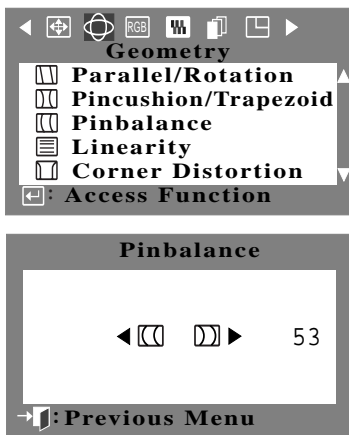 RGB
Geometry
Parallel/Rotation
Pincushion/Trapezoid
Pinbalance
Linearity
Corner Distortion
: Access Function
Pinbalance
53
:Previous Menu